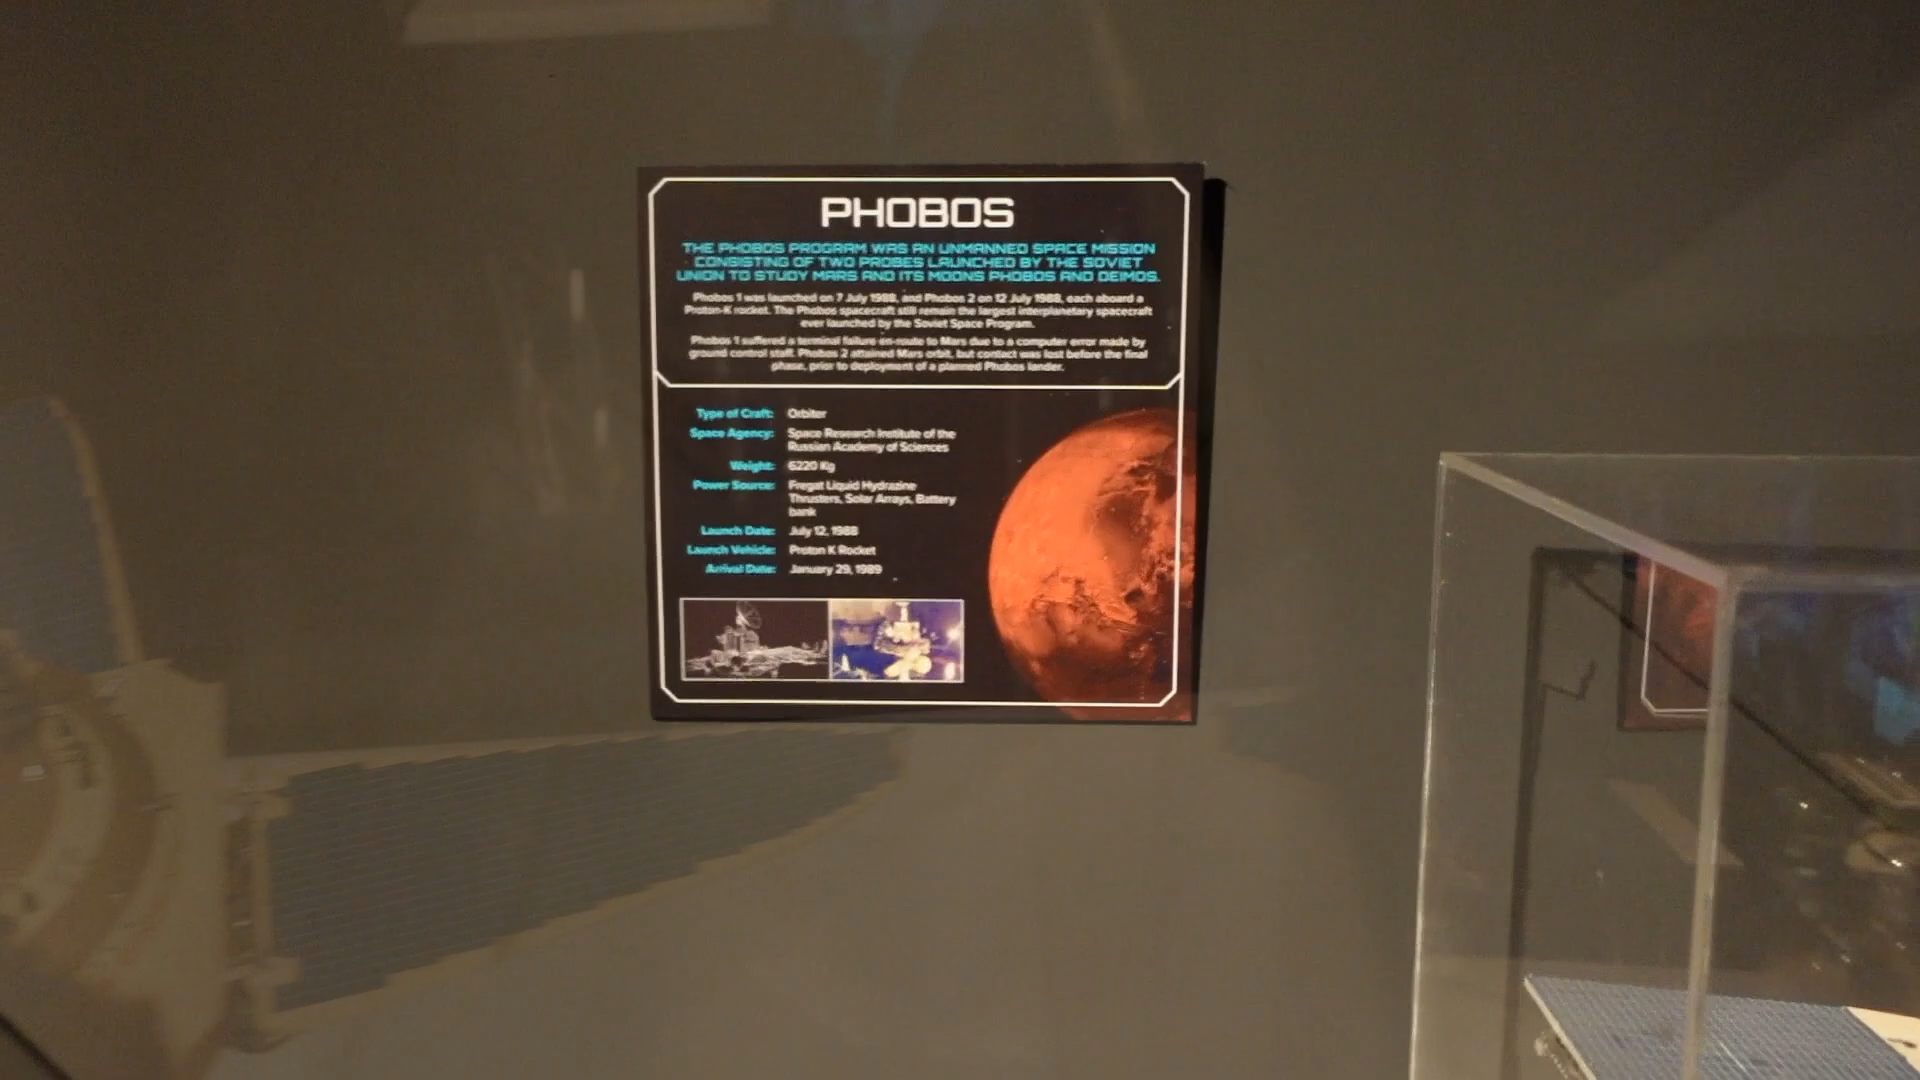 PHOBOS
THE PHOBOS PROGRAM WAS AN UNMANNED SPACE MISSION
CONSISTING OF TWO PROBES LAUNCHED BY THE SOVIET
UNION TO STUDY MARS AND ITS MOONS PHOBOS AND DEIMOS.
Phobos 1 was launched on 7 July 1988, and Phobos 2 on 12 July 1988, each aboard a
Proton-K rocket. The Phobos spacecraft still remain the largest interplanetary spacecraft
ever launched by the Soviet Space Program.
Phobos 1 suffered a terminal failure en-route to Mars due to a computer error made by
ground control staff. Phobos 2 attained Mars orbit, but contact was lost before the final
phase, prior to deployment of a planned Phobos lander.
Type of Craft: Orbiter
Space Agency: Space Research Institute of the
Russian Academy of Sciences
Weight: 6220 Kg
Power Source: Fregat Liquid Hydrazine
Thrusters, Solar Arrays, Battery
bank
Launch Date: July 12, 1988
Launch Vehicle: Proton K Rocket
Arrival Date: January 29, 1989